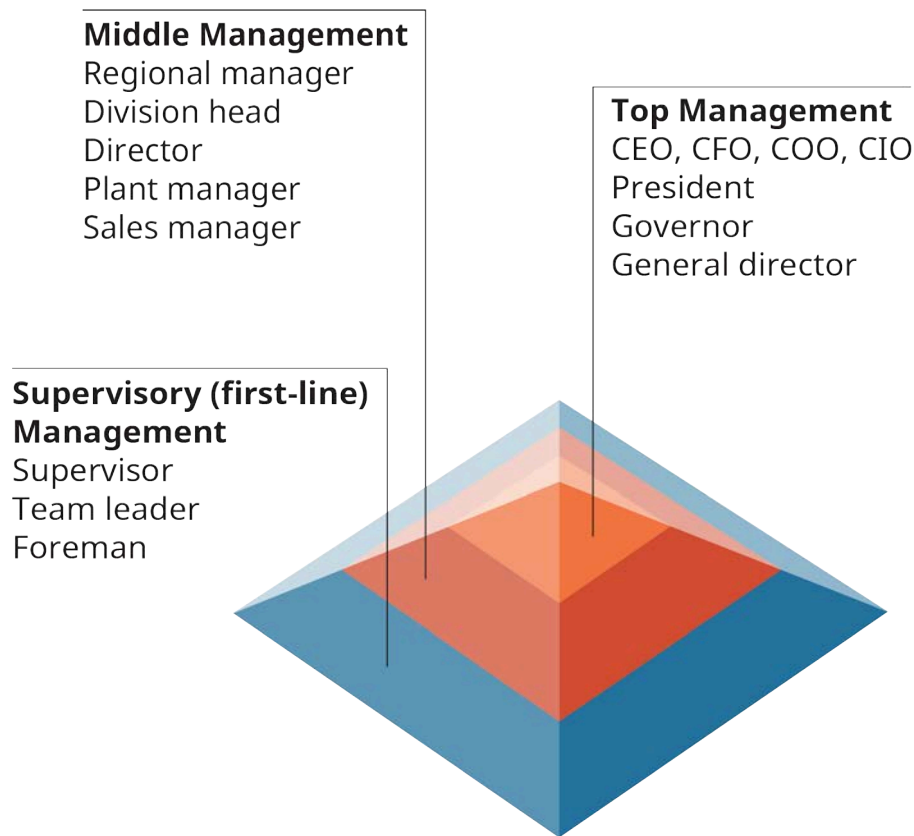 Middle Management
Regional manager
Division head
Director
Plant manager
Sales manager
Top Management
CEO, CFO, COO, CIO
President
Governor
General director
Supervisory (first-line)
Management
Supervisor
Team leader
Foreman